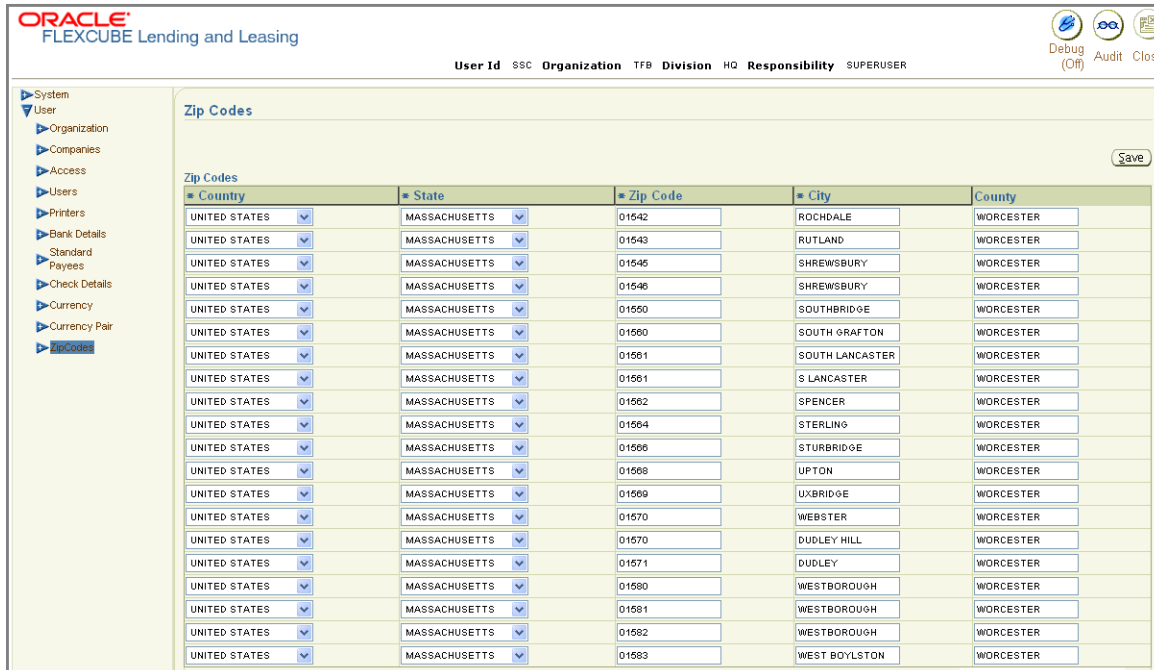 ORACLE
FLEXCUBE Lending and Leasing
Debug (Off) Audit
User Id SSC Organization TFB Division HQ Responsibility SUPERUSER
System
User
Organization
Companies
Access
Users
Printers
Bank Details
Standard
Payees
Check Details
Currency
Currency Pair
ZipCodes
Zip Codes
Save
Zip Codes
* Country * State * Zip Code * City County
UNITED STATES MASSACHUSETTS 01542 ROCHDALE WORCESTER
UNITED STATES MASSACHUSETTS 01543 RUTLAND WORCESTER
UNITED STATES MASSACHUSETTS 01545 SHREWSBURY WORCESTER
UNITED STATES MASSACHUSETTS 01546 SHREWSBURY WORCESTER
UNITED STATES MASSACHUSETTS 01550 SOUTHBRIDGE WORCESTER
UNITED STATES MASSACHUSETTS 01560 SOUTH GRAFTON WORCESTER
UNITED STATES MASSACHUSETTS 01561 SOUTH LANCASTER WORCESTER
UNITED STATES MASSACHUSETTS 01561 S LANCASTER WORCESTER
UNITED STATES MASSACHUSETTS 01562 SPENCER WORCESTER
UNITED STATES MASSACHUSETTS 01564 STERLING WORCESTER
UNITED STATES MASSACHUSETTS 01566 STURBRIDGE WORCESTER
UNITED STATES MASSACHUSETTS 01568 UPTON WORCESTER
UNITED STATES MASSACHUSETTS 01569 UXBRIDGE WORCESTER
UNITED STATES MASSACHUSETTS 01570 WEBSTER WORCESTER
UNITED STATES MASSACHUSETTS 01570 DUDLEY HILL WORCESTER
UNITED STATES MASSACHUSETTS 01571 DUDLEY WORCESTER
UNITED STATES MASSACHUSETTS 01580 WESTBOROUGH WORCESTER
UNITED STATES MASSACHUSETTS 01581 WESTBOROUGH WORCESTER
UNITED STATES MASSACHUSETTS 01582 WESTBOROUGH WORCESTER
UNITED STATES MASSACHUSETTS 01583 WEST BOYLSTON WORCESTER